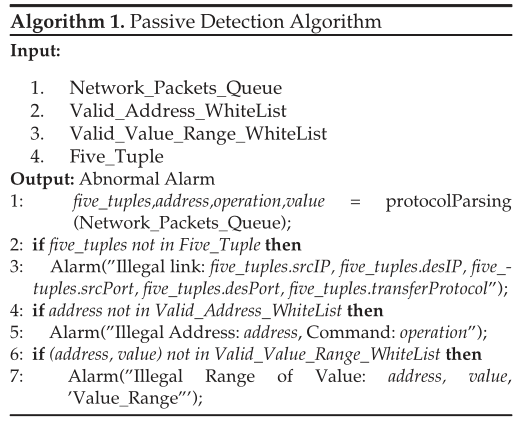 Algorithm 1. Passive Detection Algorithm
Input:
1. Network_Packets_Queue
2. Valid_Address_WhiteList
3. Valid_Value_Range_WhiteList
4. Five_Tuple
Output: Abnormal Alarm
1: five_tuples,address,operation,value = protocolParsing
(Network_Packets_Queue);
2: if five_tuples not in Five_Tuple then
3: Alarm(”Illegal link: five_tuples.srcIP, five_tuples.desIP, five_-
tuples.srcPort, five_tuples.desPort, five_tuples.transferProtocol”);
4: if address not in Valid_Address_WhiteList then
5: Alarm(”Illegal Address: address, Command: operation”);
6: if (address, value) not in Valid_Value_Range_WhiteList then
7: Alarm(”Illegal Range of Value: address, value,
’Value_Range”’);